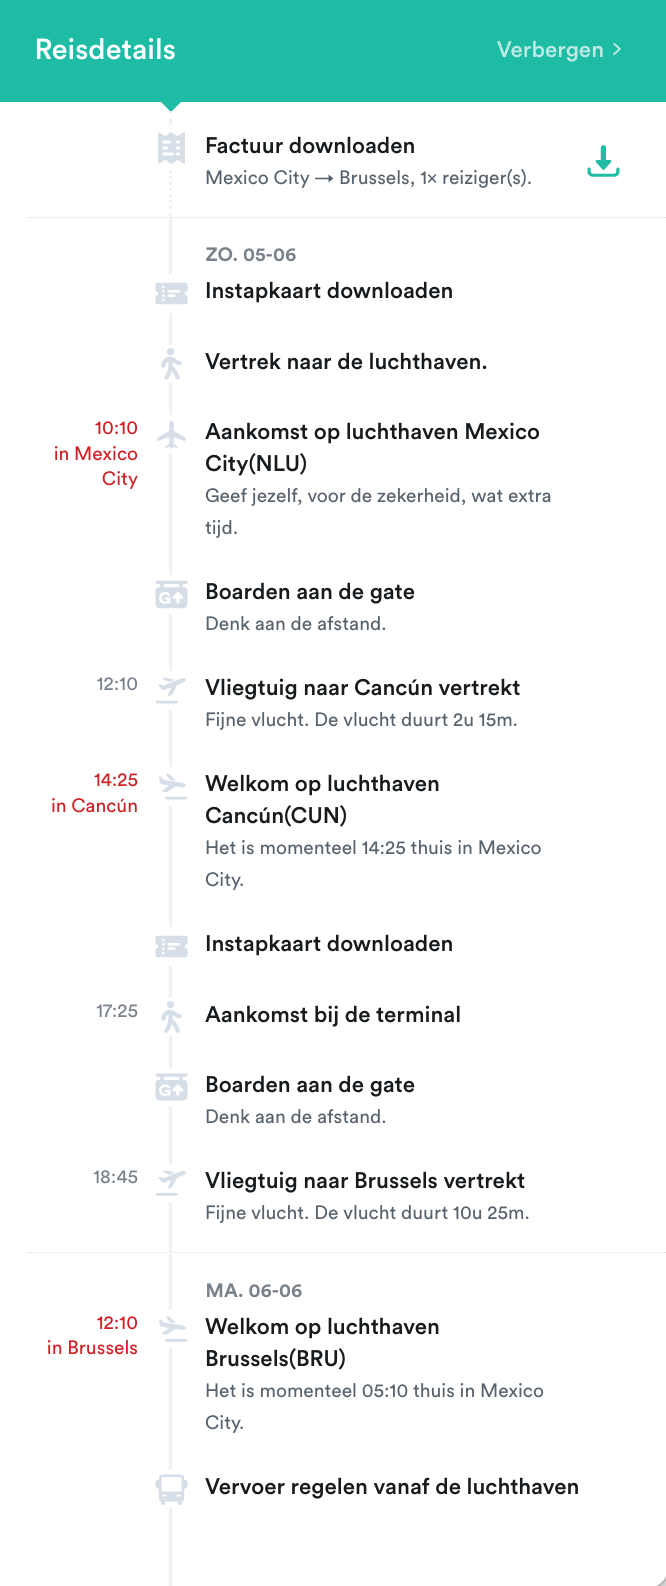 Reisdetails
Verbergen >
Factuur downloaden
Mexico City → Brussels, 1× reiziger(s).
ZO. 05-06
Instapkaart downloaden
Vertrek naar de luchthaven.
10:10
in Mexico
City
Aankomst op luchthaven Mexico
City(NLU)
Geef jezelf, voor de zekerheid, wat extra
tijd.
G
Boarden aan de gate
Denk aan de afstand.
12:10
Vliegtuig naar Cancún vertrekt
Fijne vlucht. De vlucht duurt 2u 15m.
14:25
in Cancún
Welkom op luchthaven
Cancún(CUN)
Het is momenteel 14:25 thuis in Mexico
City.
Instapkaart downloaden
17:25
Aankomst bij de terminal
G
Boarden aan de gate
Denk aan de afstand.
18:45
Vliegtuig naar Brussels vertrekt
Fijne vlucht. De vlucht duurt 10u 25m.
MA. 06-06
12:10
in Brussels
Welkom op luchthaven
Brussels(BRU)
Het is momenteel 05:10 thuis in Mexico
City.
Vervoer regelen vanaf de luchthaven